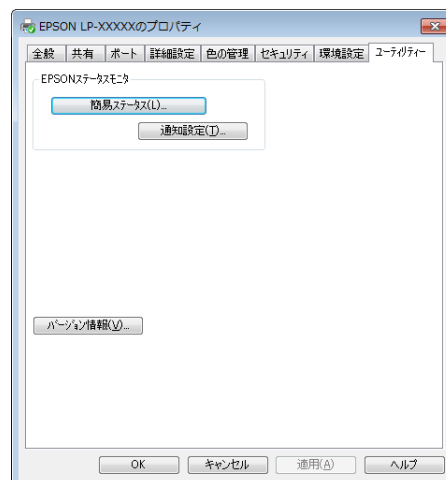 EPSON LP-XXXXXのプロパティ
全般 共有 ポート 詳細設定 色の管理 セキュリティ 環境設定 ユーティリティー
EPSONステータスモニタ
簡易ステータス(L)...
通知設定(T)...
バージョン情報(V)...
OK キャンセル 適用(A) ヘルプ